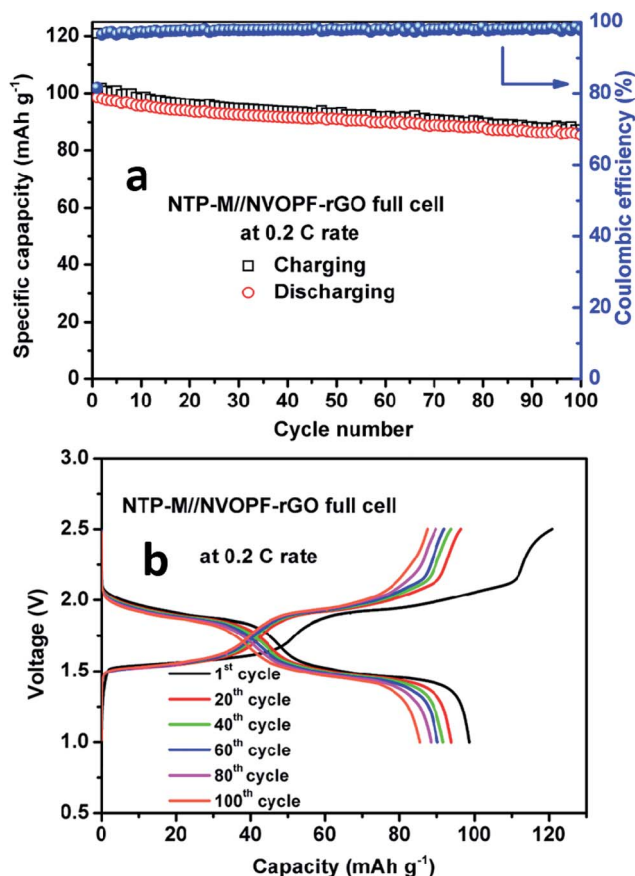 120
100
80
60
40
20
0
Specific capapcity (mAh g-1)
100
80
60
40
20
0
Coulombic efficiency (%)
a
NTP-M//NVOPF-rGO full cell
at 0.2 C rate
Charging
Discharging
0 10 20 30 40 50 60 70 80 90 100
Cycle number
3.0
2.5
2.0
1.5
1.0
0.5
Voltage (V)
NTP-M//NVOPF-rGO full cell
b
at 0.2 C rate
1st cycle
20th cycle
40th cycle
60th cycle
80th cycle
100th cycle
0 20 40 60 80 100 120
Capacity (mAh g-1)